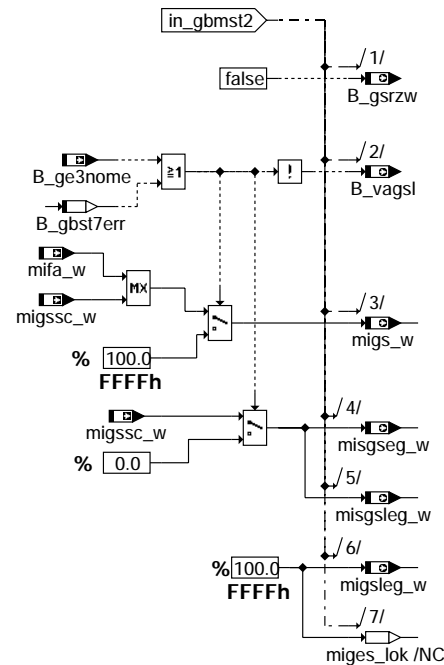 in_gbmst2
1/
false
B_gsrzw
2/
B_ge3nome
≧1
!
B_vagsl
B_gbst7err
mifa_w
MX
3/
migssc_w
migs_w
% 100.0
FFFFh
4/
migssc_w
misgseg_w
% 0.0
5/
misgsleg_w
6/
% 100.0
migsleg_w
FFFFh
7/
miges_lok /NC